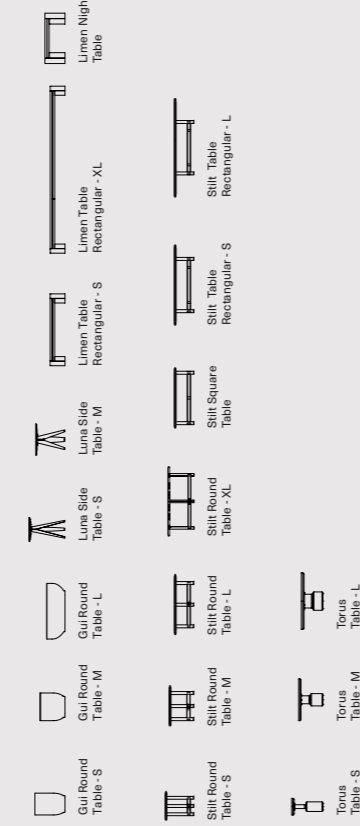 Gui Round
Table - S
Gui Round
Table - M
Gui Round
Table - L
Luna Side
Table - S
Luna Side
Table - M
Limen Table
Rectangular - S
Limen Table
Rectangular - XL
Limen Nigh
Table
Stilt Round
Table - S
Stilt Round
Table - M
Stilt Round
Table - L
Stilt Round
Table - XL
Stilt Square
Table
Stilt Table
Rectangular - S
Stilt Table
Rectangular - L
Torus
Table - S
Torus
Table - M
Torus
Table - L